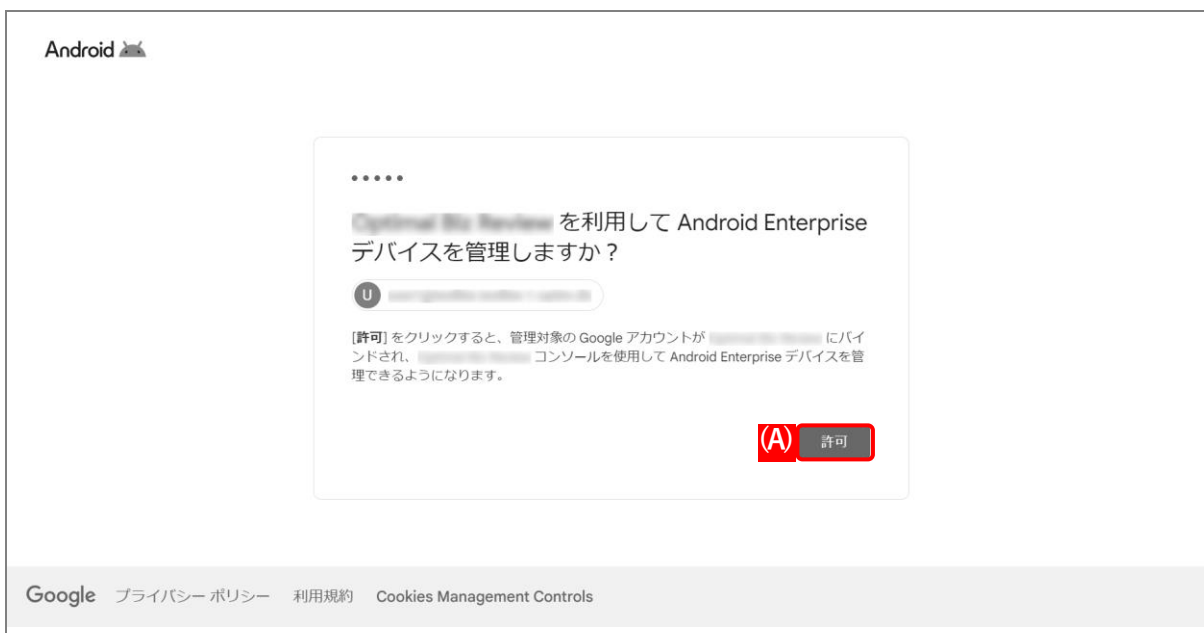 Android
を利用して Android Enterprise
デバイスを管理しますか？
U
[許可] をクリックすると、管理対象の Google アカウントが にバイ
ンドされ、 コンソールを使用して Android Enterprise デバイスを管
理できるようになります。
(A) 許可
Google プライバシー ポリシー 利用規約 Cookies Management Controls